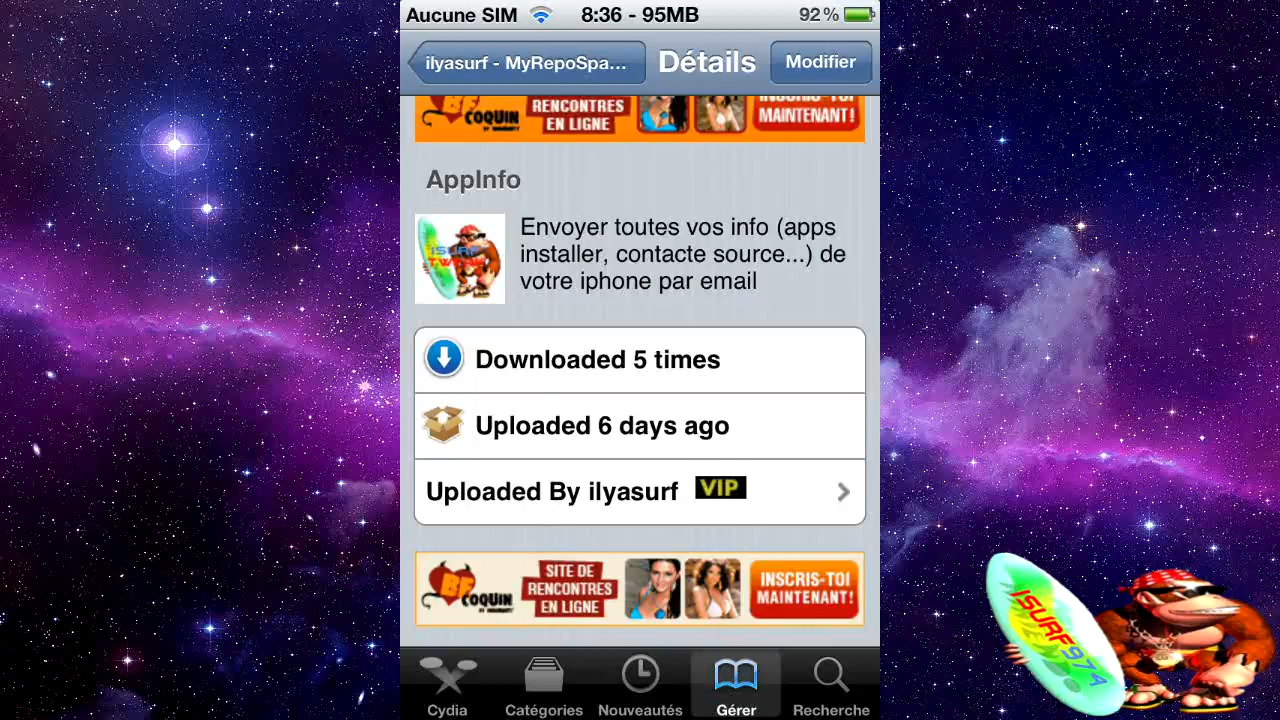 Aucune SIM 8:36 - 95MB 92 %
ilyasurf - MyRepoSpa... Détails Modifier
COQUIN
RENCONTRES
EN LIGNE
INSCRIS-TOI
MAINTENANT!
AppInfo
Envoyer toutes vos info (apps
installer, contacte source...) de
votre iphone par email
Downloaded 5 times
Uploaded 6 days ago
Uploaded By ilyasurf VIP
COQUIN
SITE DE
RENCONTRES
EN LIGNE
INSCRIS-TOI
MAINTENANT!
Cydia Catégories Nouveautés Gérer Recherche
ISURF974